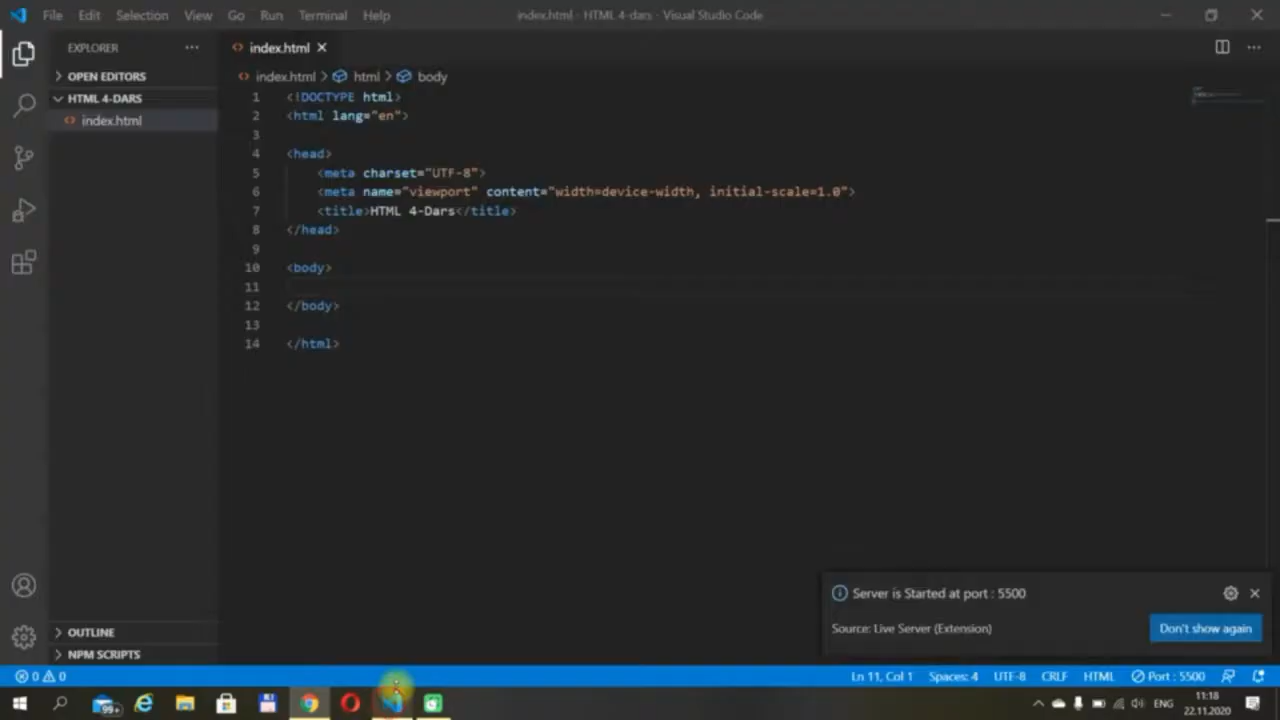 File Edit Selection View Go Run Terminal Help
index.html - HTML 4-dars - Visual Studio Code
EXPLORER
OPEN EDITORS
HTML 4-DARS
index.html
index.html
index.html > html > body
1 <!DOCTYPE html>
2 <html lang="en">
3
4 <head>
5 <meta charset="UTF-8">
6 <meta name="viewport" content="width=device-width, initial-scale=1.0">
7 <title>HTML 4-Dars</title>
8 </head>
9
10 <body>
11
12 </body>
13
14 </html>
Server is Started at port : 5500
Source: Live Server (Extension)
Don't show again
OUTLINE
NPM SCRIPTS
0 0
Ln 11, Col 1 Spaces: 4 UTF-8 CRLF HTML Port : 5500
99+
ENG
11:18
22.11.2020